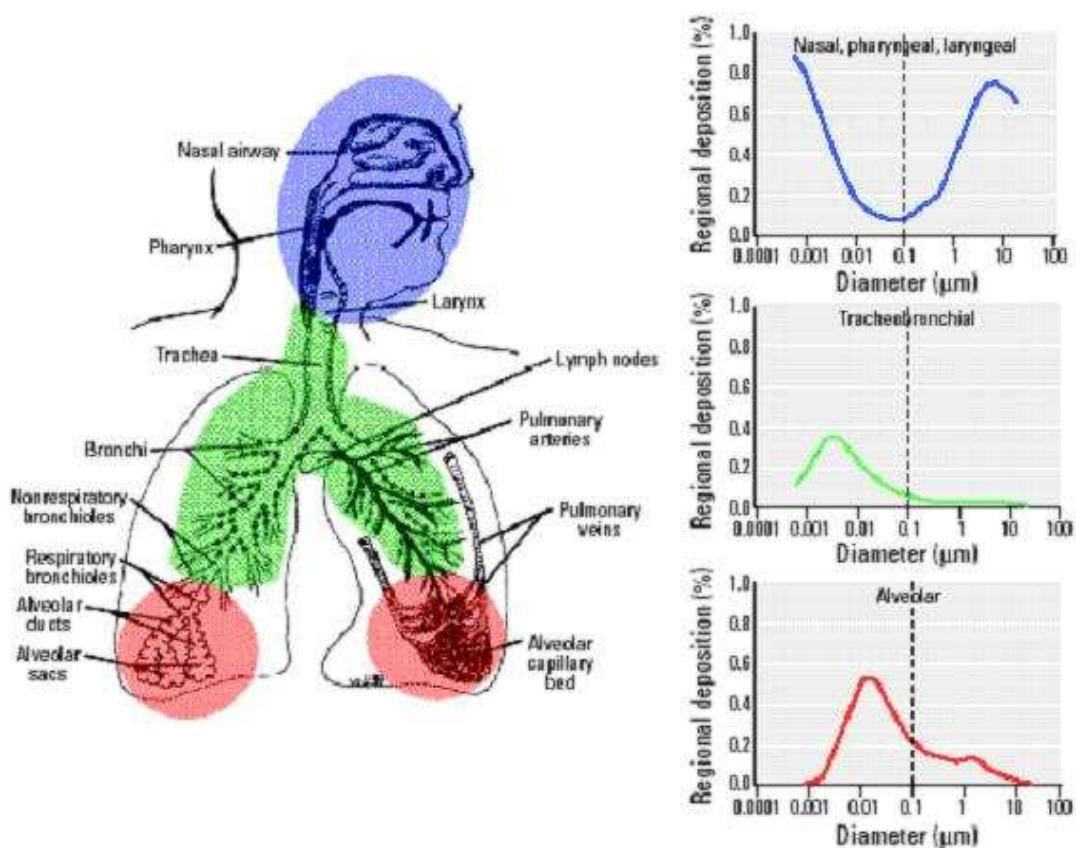 Nasal airway
Pharynx
Larynx
Trachea
Lymph nodes
Bronchi
Pulmonary
arteries
Nonrespiratory
bronchioles
Pulmonary
veins
Respiratory
bronchioles
Alveolar
ducts
Alveolar
sacs
Alveolar
capillary
bed
Regional deposition (%)
1.0
0.8
0.6
0.4
0.2
0.0
Nasal, pharyngeal, laryngeal
0.0001 0.001 0.01 0.1 1 10 100
Diameter (μm)
Regional deposition (%)
1.0
0.8
0.6
0.4
0.2
0.0
Tracheobronchial
0.0001 0.001 0.01 0.1 1 10 100
Diameter (μm)
Regional deposition (%)
1.0
0.8
0.6
0.4
0.2
0.0
Alveolar
0.0001 0.001 0.01 0.1 1 10 100
Diameter (μm)